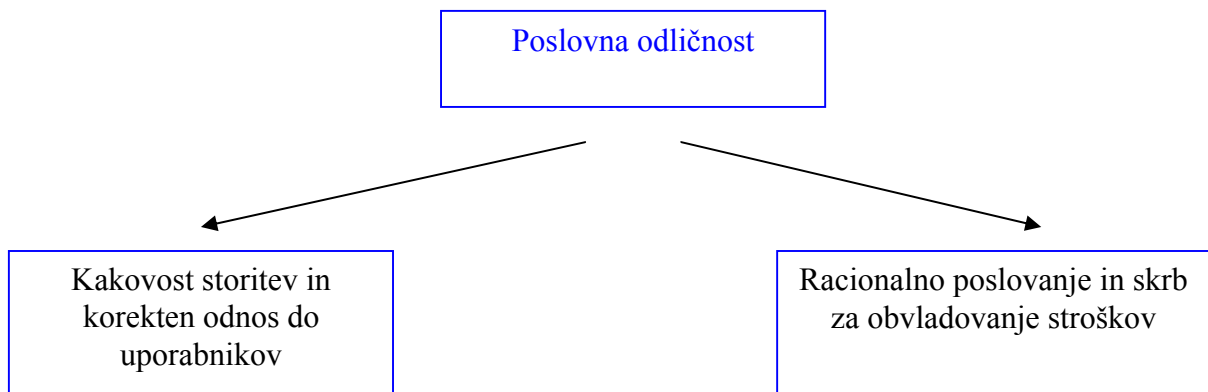 Poslovna odličnost
Kakovost storitev in
korekten odnos do
uporabnikov
Racionalno poslovanje in skrb
za obvladovanje stroškov